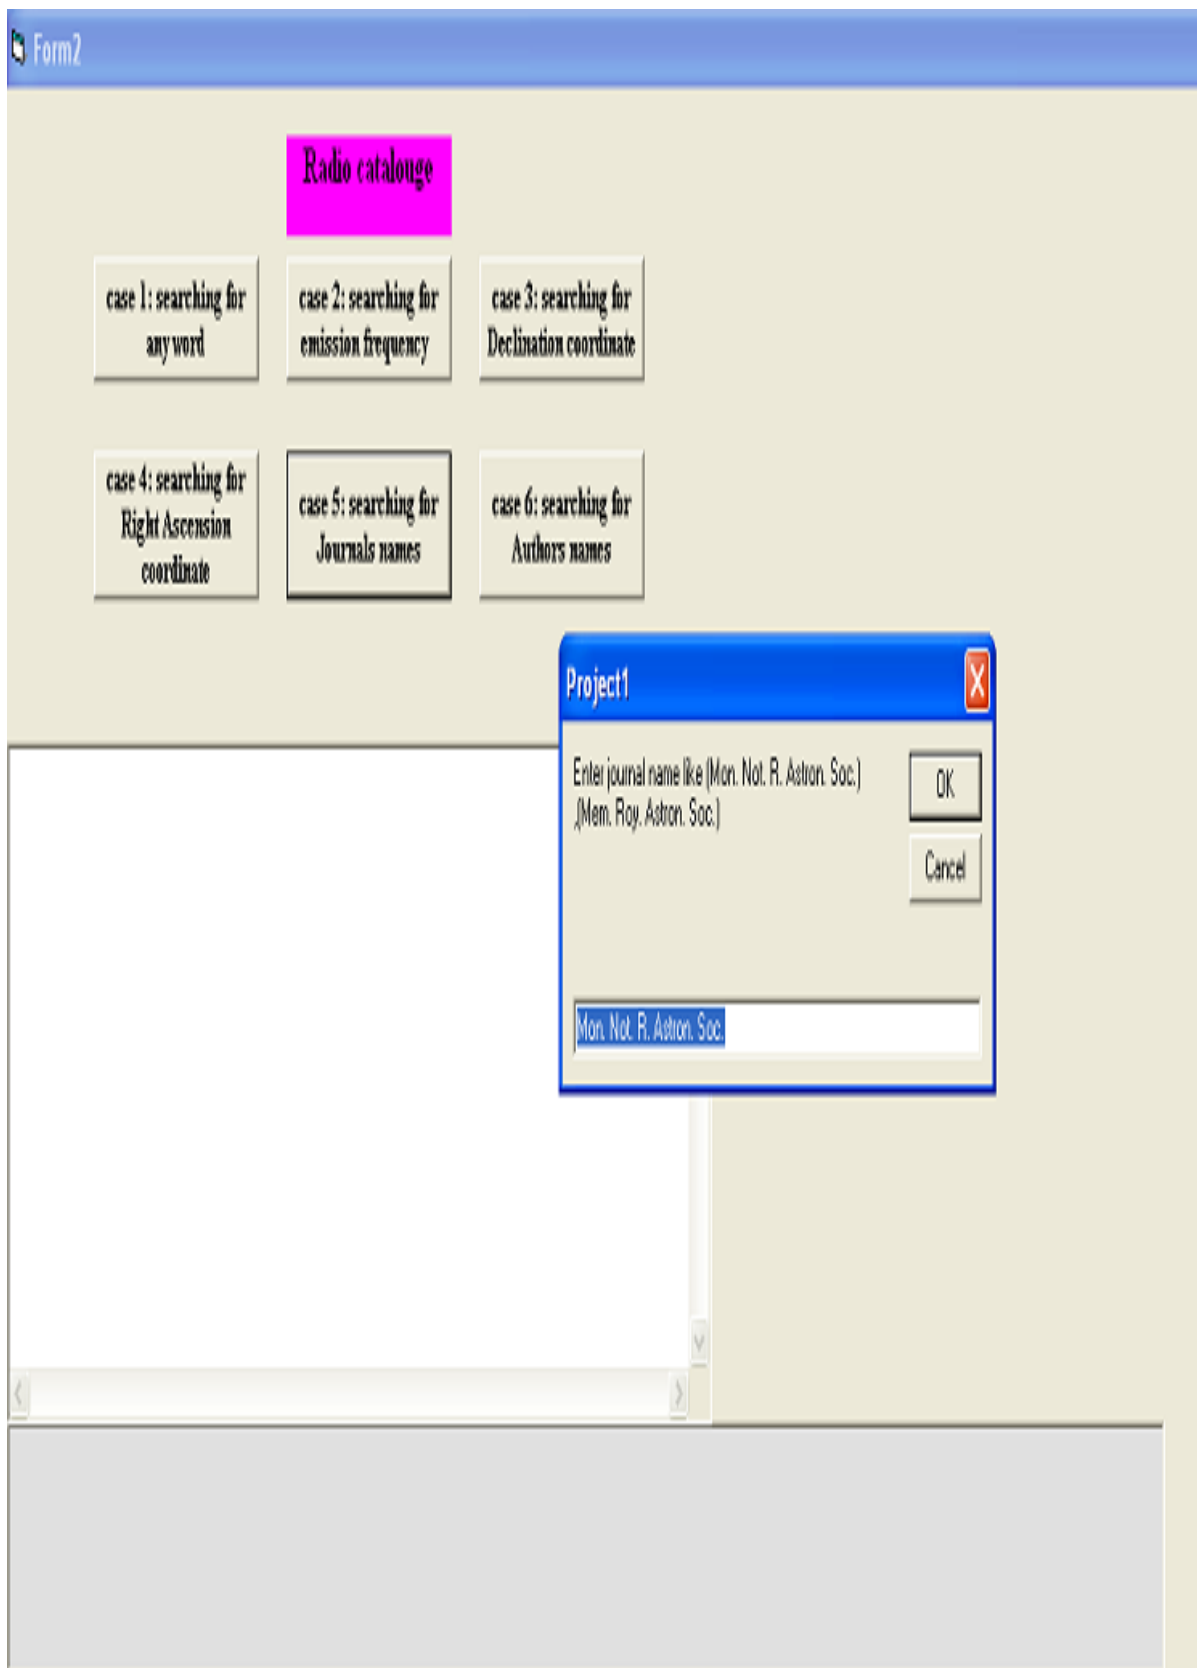 Form2
Radio catalouge
case 1: searching for
any word
case 2: searching for
emission frequency
case 3: searching for
Declination coordinate
case 4: searching for
Right Ascension
coordinate
case 5: searching for
Journals names
case 6: searching for
Authors names
Project1
Enter journal name like (Mon. Not. R. Astron. Soc.)
,(Mem. Roy. Astron. Soc.)
OK
Cancel
Mon. Not. R. Astron. Soc.